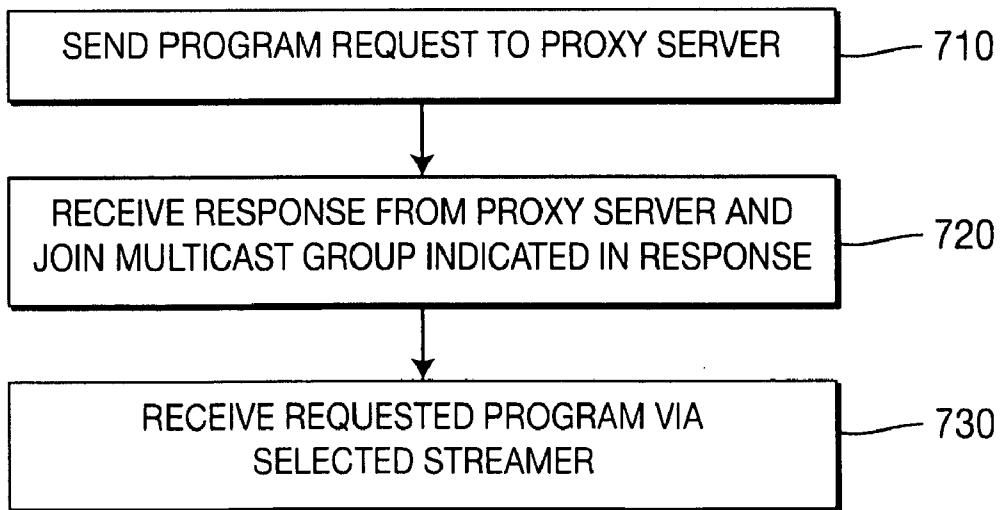 SEND PROGRAM REQUEST TO PROXY SERVER
710
RECEIVE RESPONSE FROM PROXY SERVER AND
JOIN MULTICAST GROUP INDICATED IN RESPONSE
720
RECEIVE REQUESTED PROGRAM VIA
SELECTED STREAMER
730